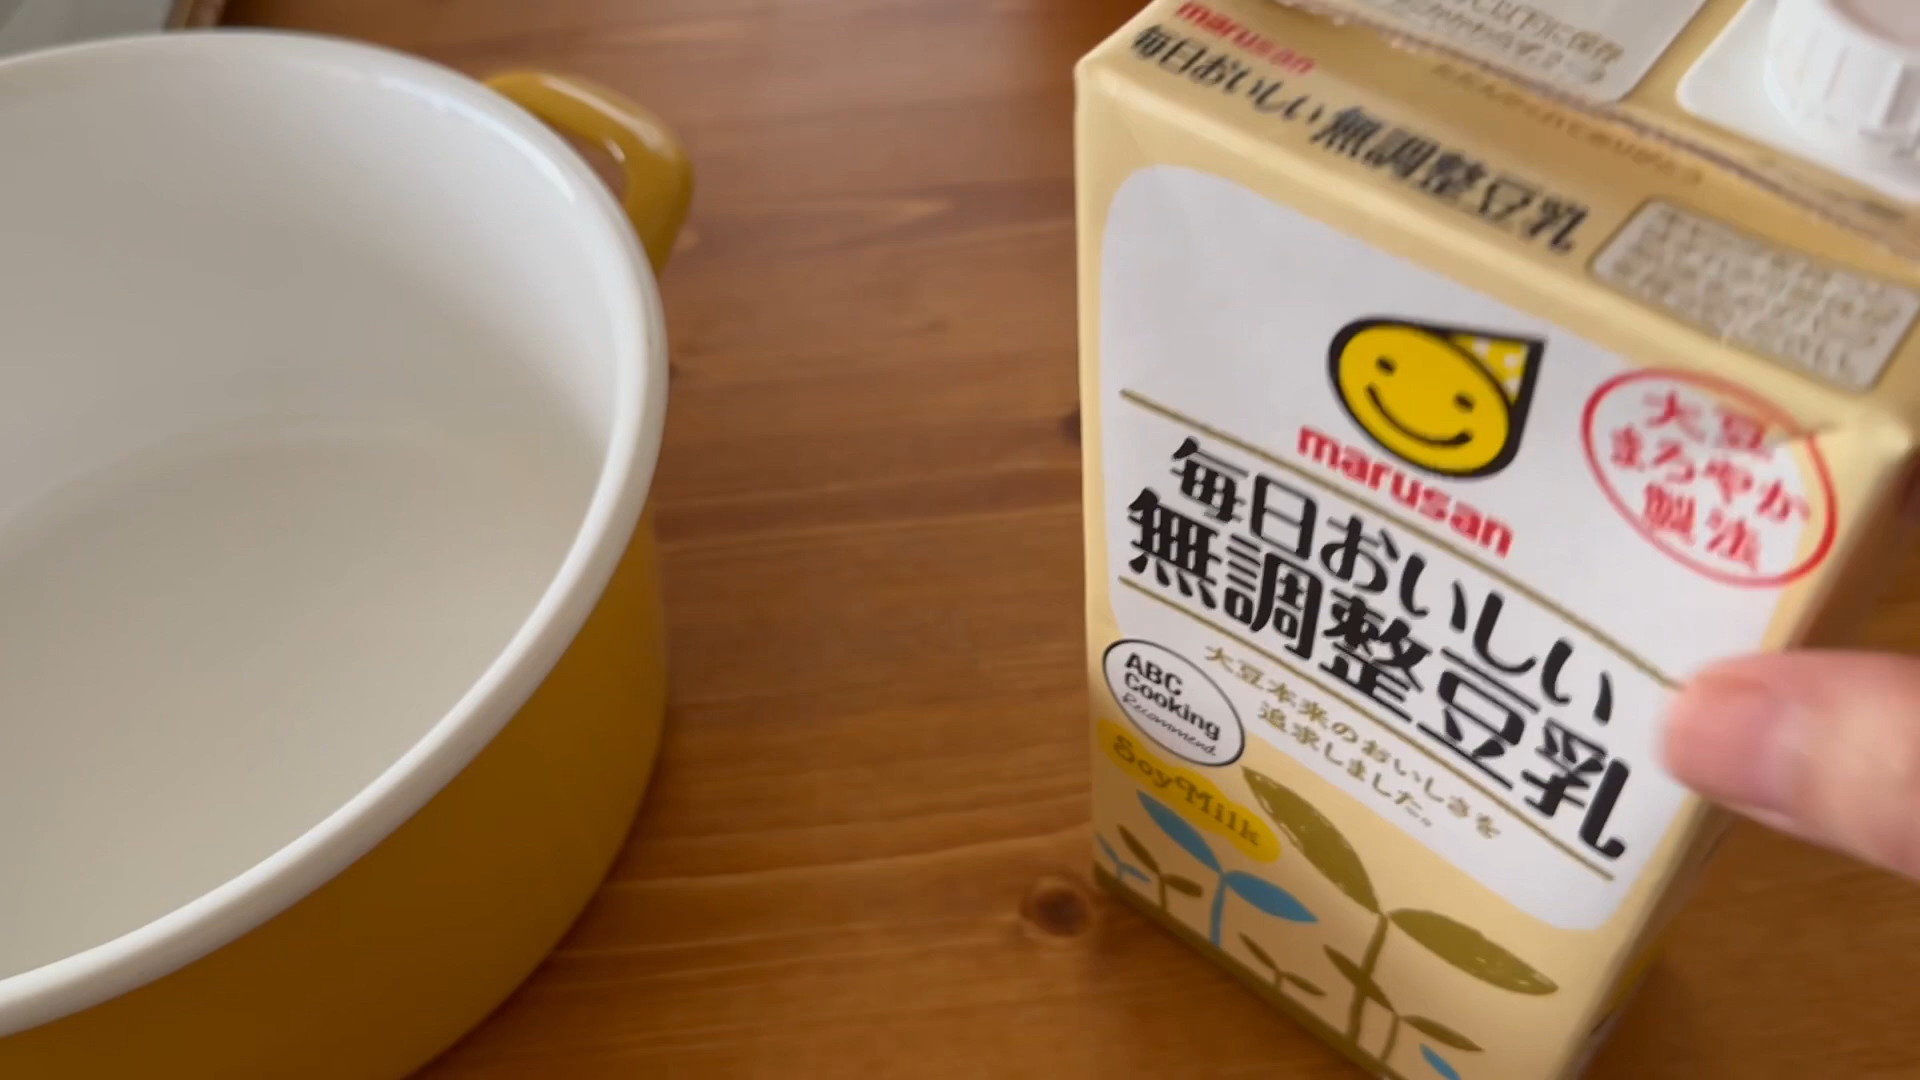 marusan
毎日おいしい無調整豆乳
marusan
大豆
まろやか
製法
毎日おいしい
無調整豆乳
ABC
Cooking
Recommend
大豆本来のおいしさを
追求しました。
SoyMilk